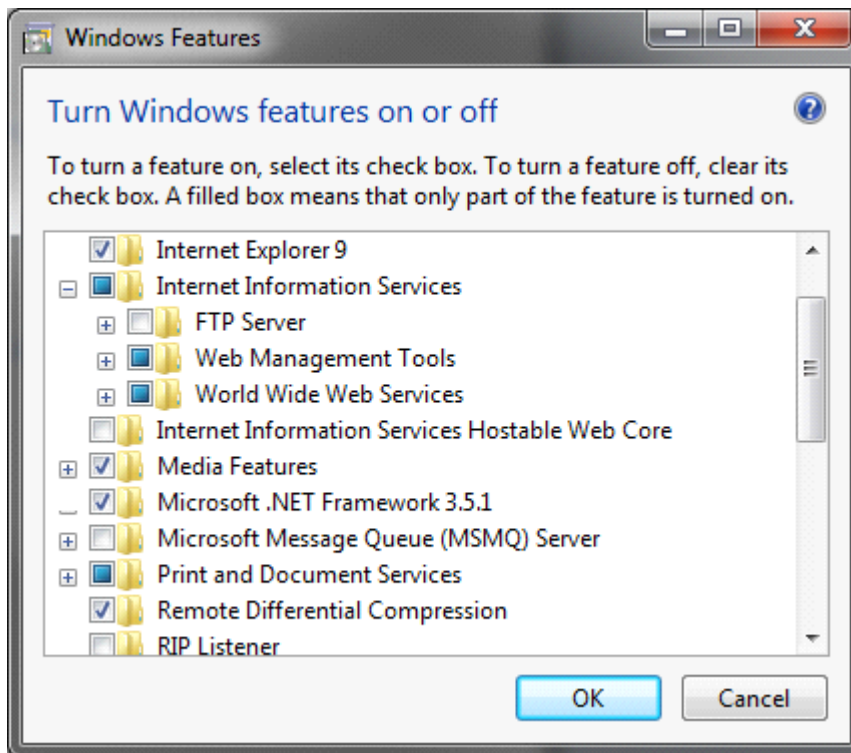 Windows Features
Turn Windows features on or off
To turn a feature on, select its check box. To turn a feature off, clear its
check box. A filled box means that only part of the feature is turned on.
Internet Explorer 9
Internet Information Services
FTP Server
Web Management Tools
World Wide Web Services
Internet Information Services Hostable Web Core
Media Features
Microsoft .NET Framework 3.5.1
Microsoft Message Queue (MSMQ) Server
Print and Document Services
Remote Differential Compression
RIP Listener
OK Cancel